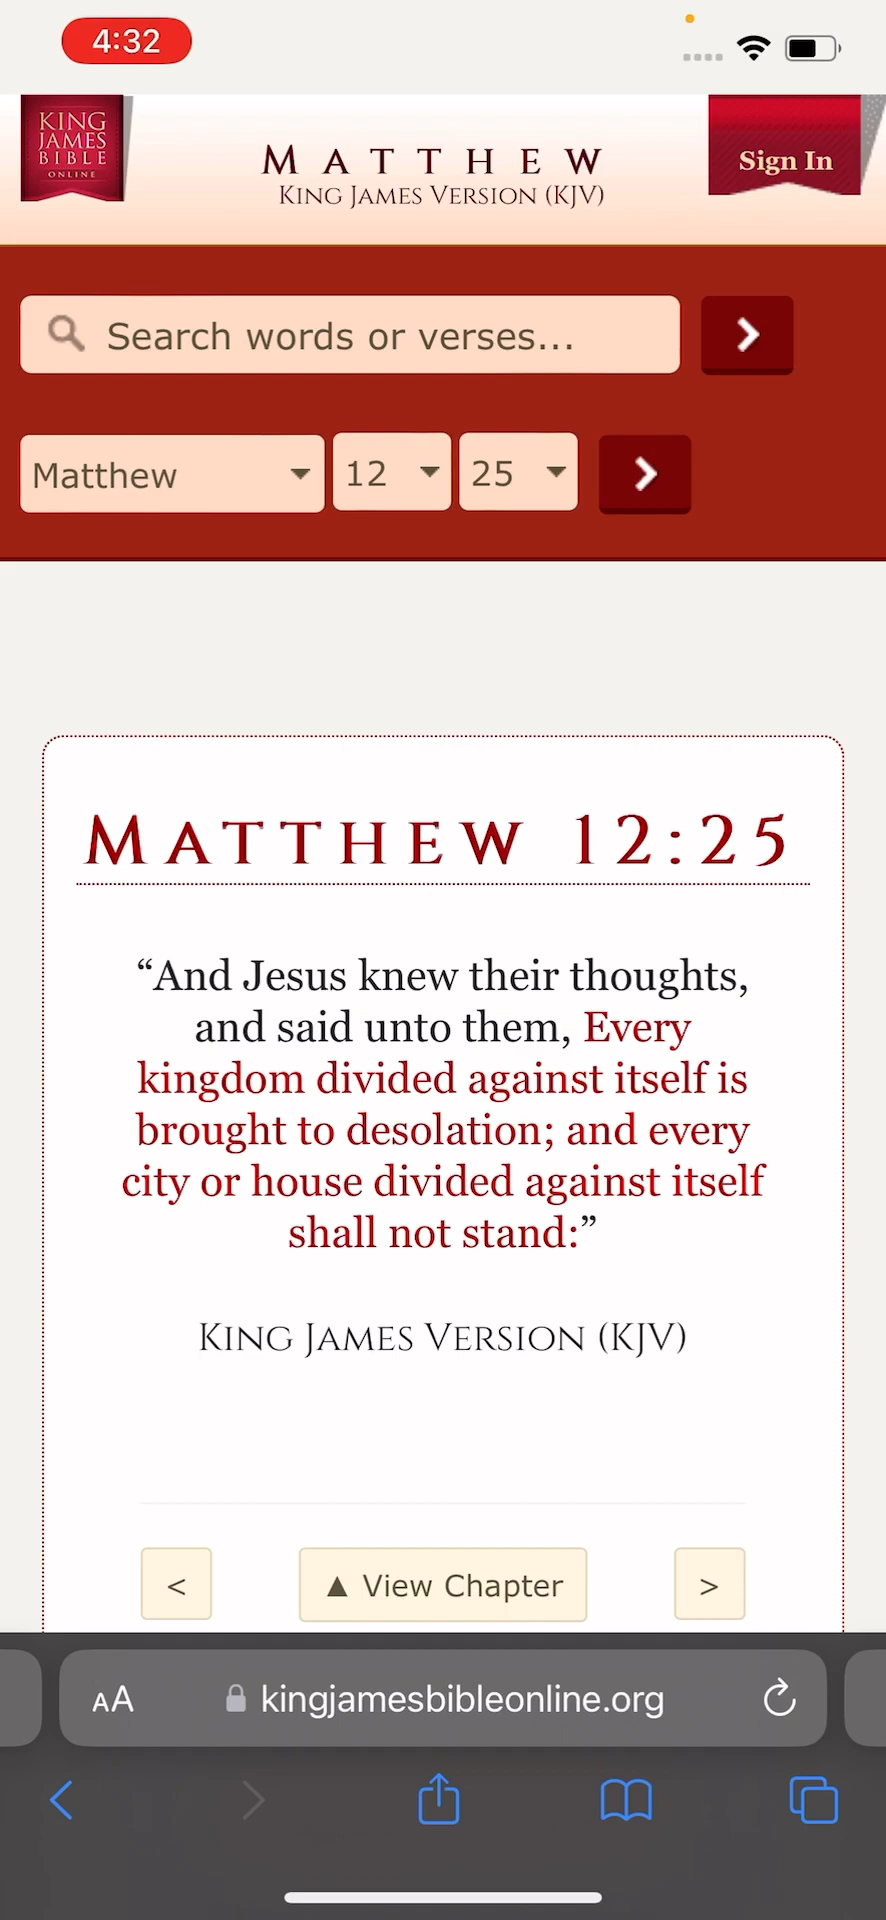 4:32
KING
JAMES
BIBLE
ONLINE
MATTHEW
KING JAMES VERSION (KJV)
Sign In
Search words or verses...
Matthew 12 25
MATTHEW 12:25
“And Jesus knew their thoughts,
and said unto them, Every
kingdom divided against itself is
brought to desolation; and every
city or house divided against itself
shall not stand:”
KING JAMES VERSION (KJV)
< ▲ View Chapter >
AA kingjamesbibleonline.org